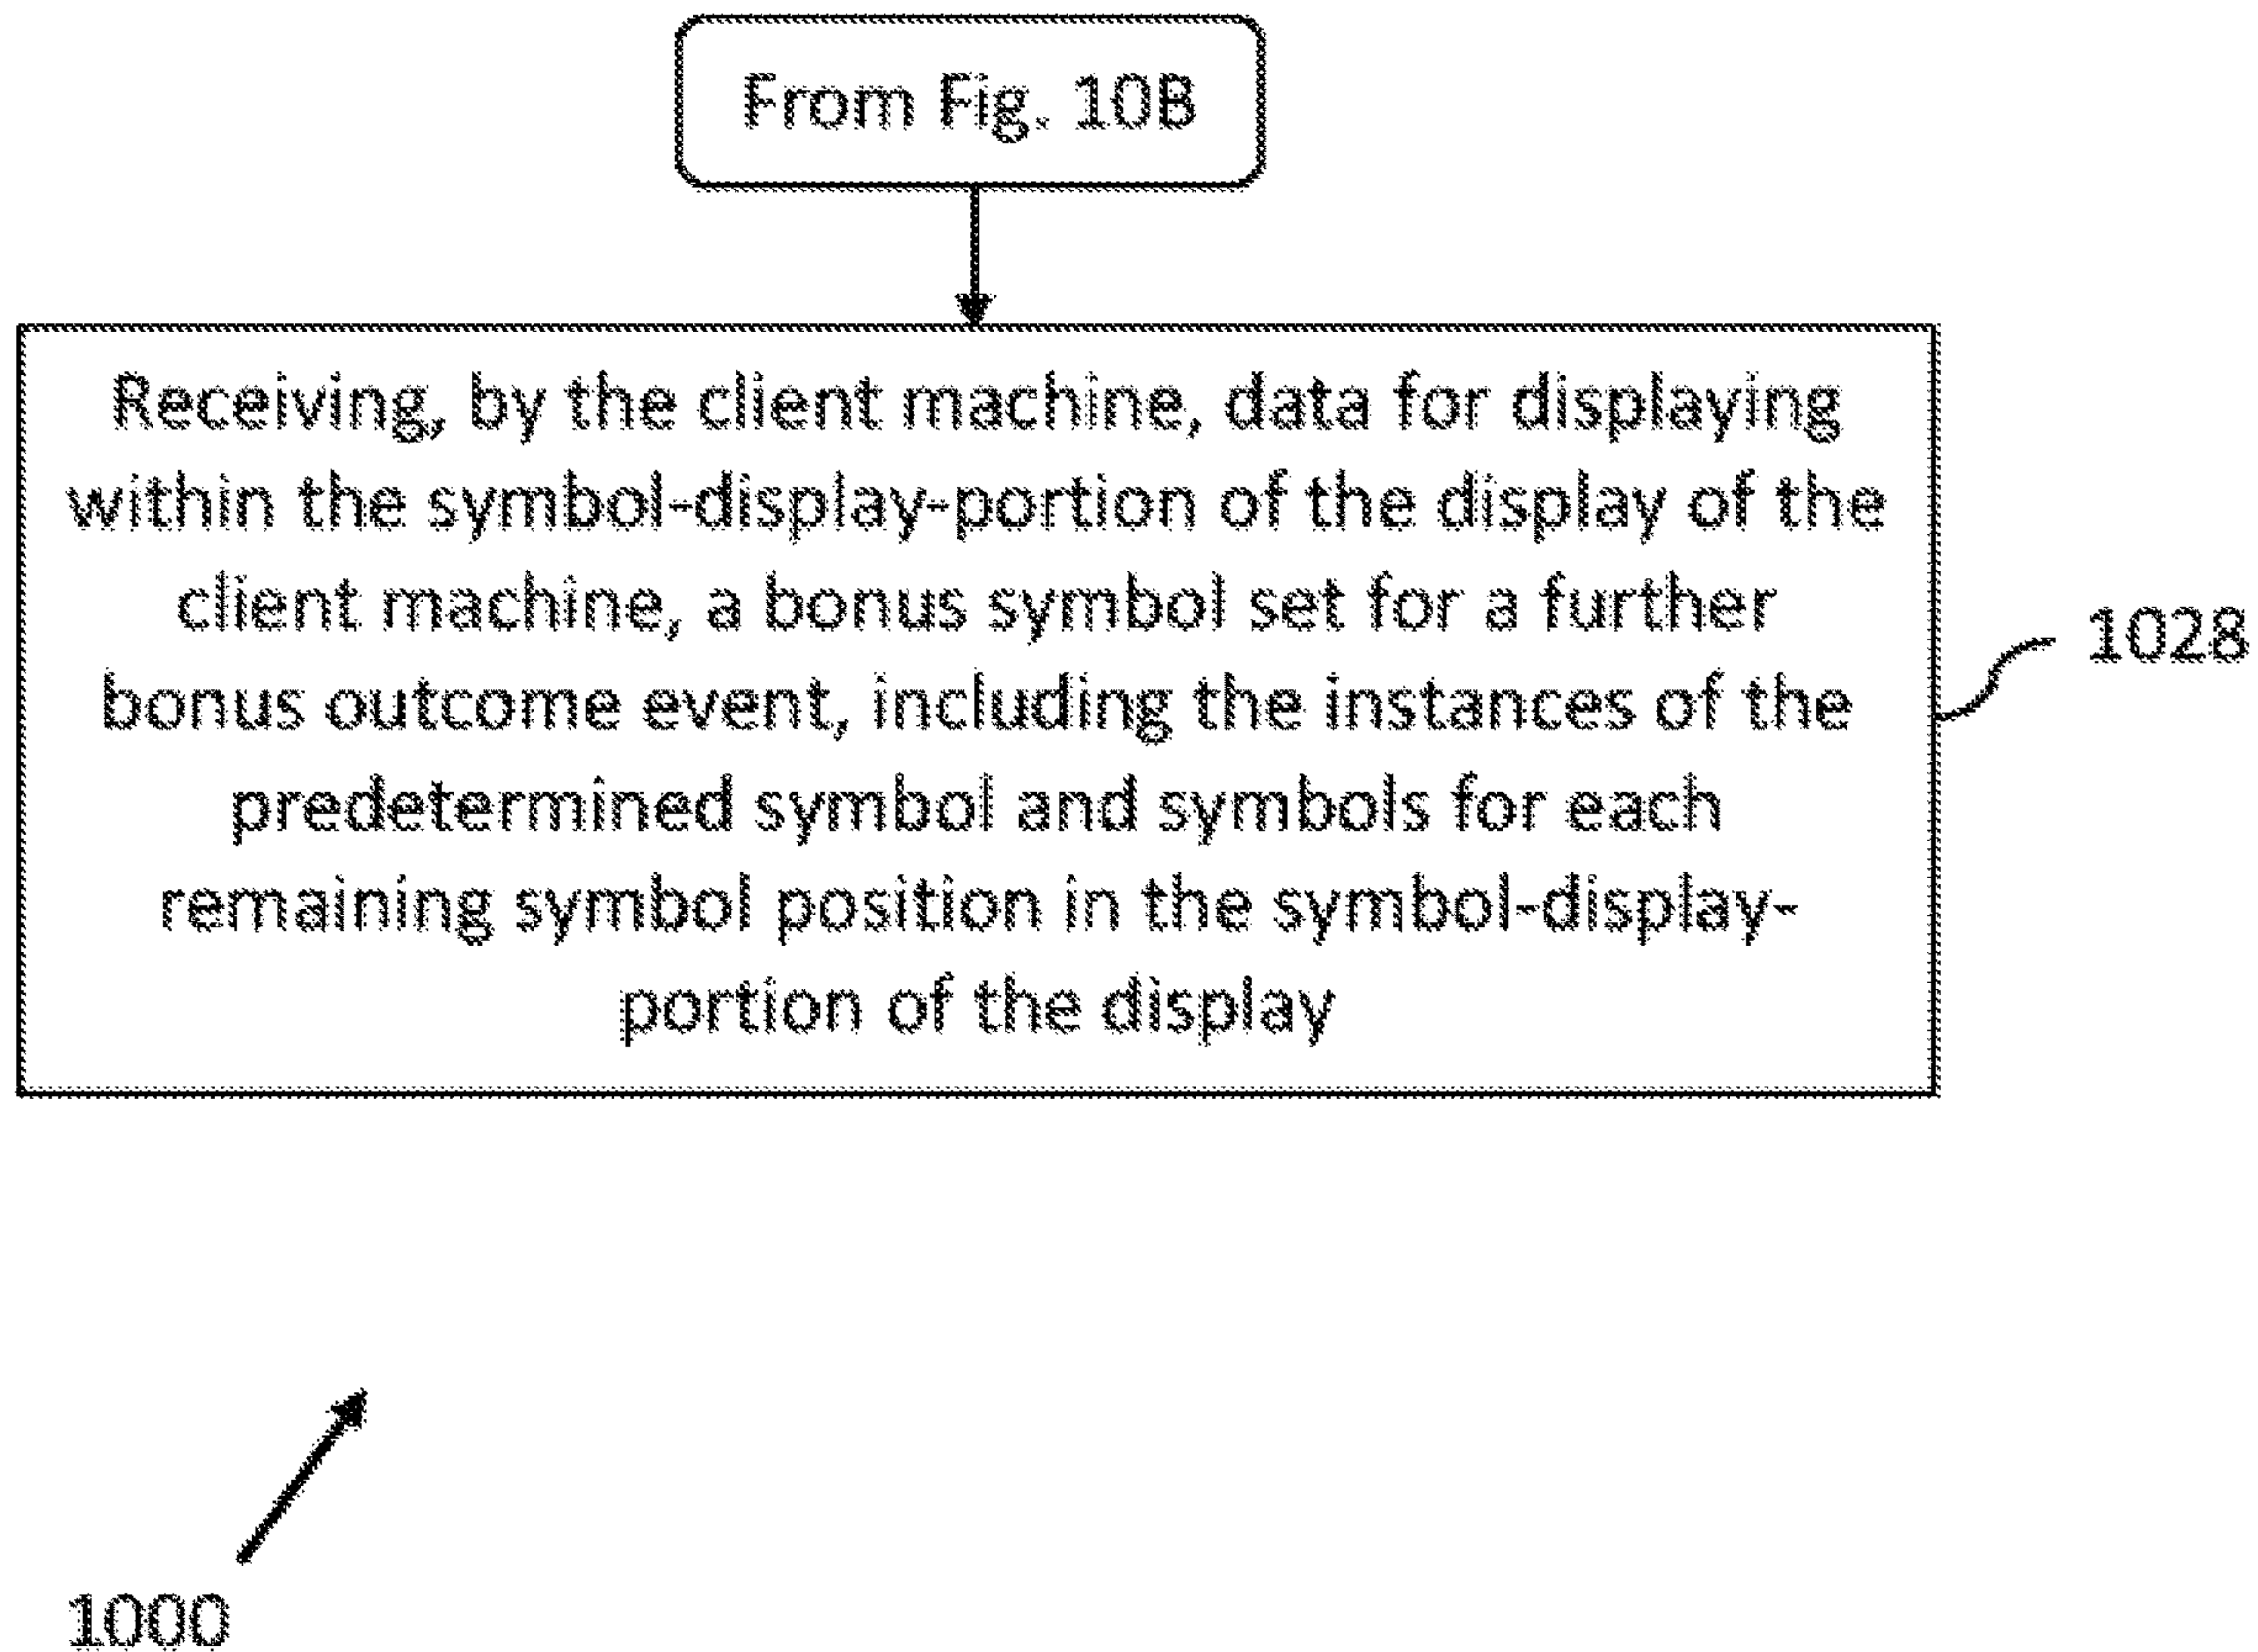 From Fig. 10B
Receiving, by the client machine, data for displaying
within the symbol-display-portion of the display of the
client machine, a bonus symbol set for a further
bonus outcome event, including the instances of the
predetermined symbol and symbols for each
remaining symbol position in the symbol-display-
portion of the display
1028
1000